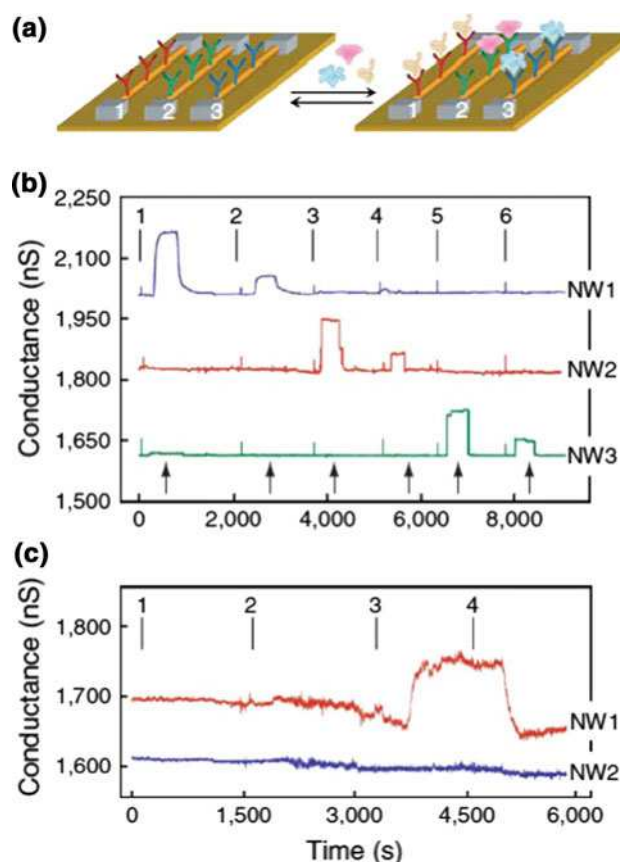 (a)
1 2 3 1 2 3
(b)
2,250
1 2 3 4 5 6
2,100
NW1
1,950
1,800
NW2
1,650
NW3
1,500
0 2,000 4,000 6,000 8,000
Conductance (nS)
(c)
1 2 3 4
1,800
1,700
NW1
1,600
NW2
0 1,500 3,000 4,500 6,000
Conductance (nS)
Time (s)